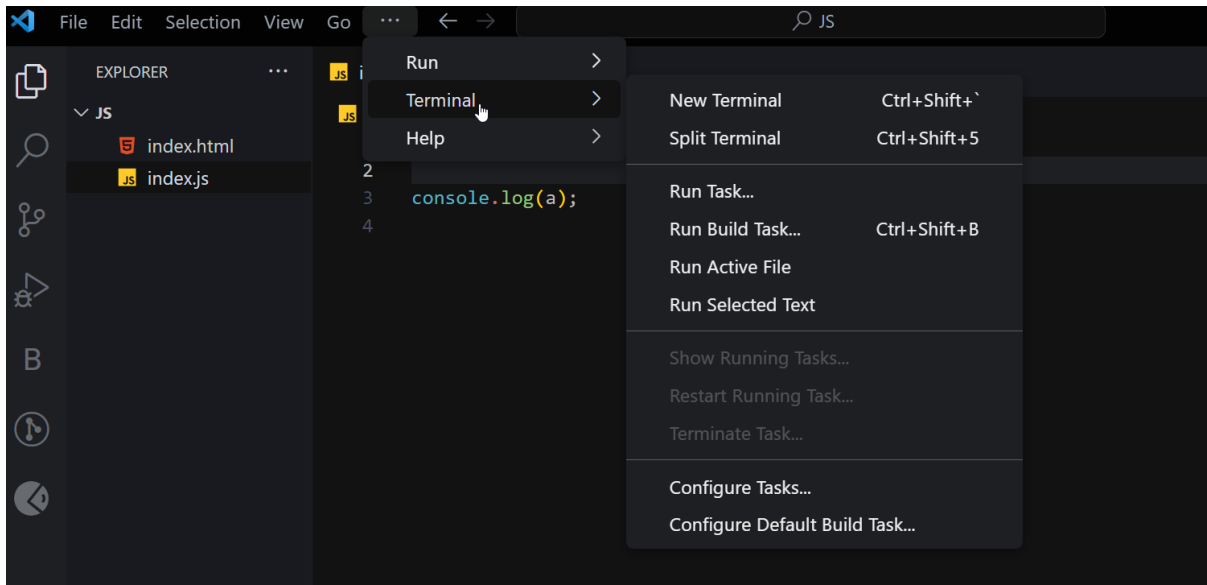 File Edit Selection View Go ··· ← → JS
EXPLORER ···
JS
index.html
index.js
JS i
JS
Run
Terminal
Help
New Terminal Ctrl+Shift+`
Split Terminal Ctrl+Shift+5
Run Task...
Run Build Task... Ctrl+Shift+B
Run Active File
Run Selected Text
Show Running Tasks...
Restart Running Task...
Terminate Task...
Configure Tasks...
Configure Default Build Task...
2
3 console.log(a);
4
B